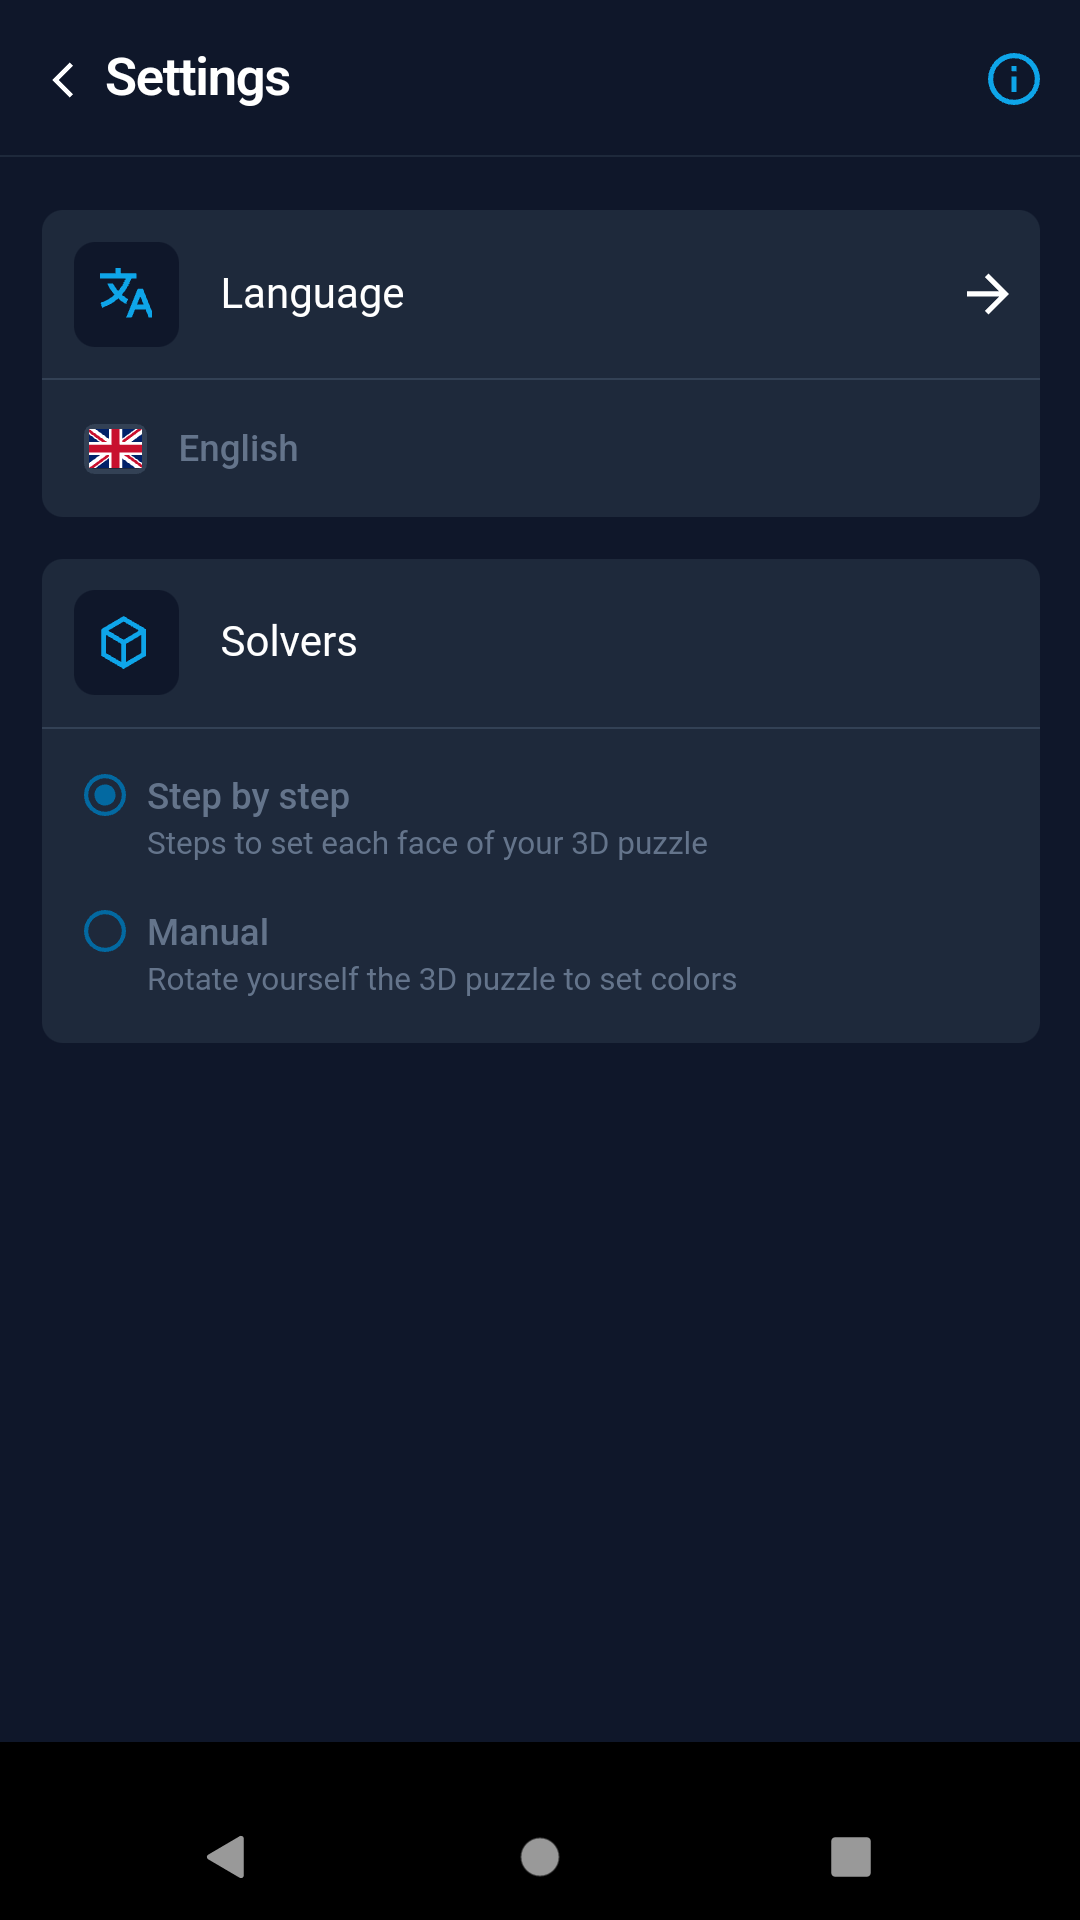 Settings
Language
English
Solvers
Step by step
Steps to set each face of your 3D puzzle
Manual
Rotate yourself the 3D puzzle to set colors